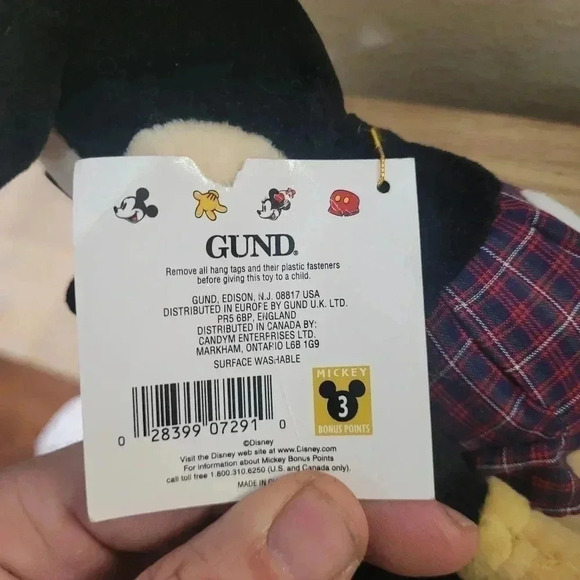 GUND®
Remove all hang tags and their plastic fasteners
before giving this toy to a child.
GUND, EDISON, N.J. 08817 USA
DISTRIBUTED IN EUROPE BY GUND U.K. LTD.
PR5 6BP, ENGLAND
DISTRIBUTED IN CANADA BY:
CANDYM ENTERPRISES LTD.
MARKHAM, ONTARIO L6B 1G9
SURFACE WASHABLE
MICKEY
3
BONUS POINTS
0 28399 07291 0
©Disney
Visit the Disney web site at www.Disney.com
For information about Mickey Bonus Points
call toll free 1.800.310.6250 (U.S. and Canada only).
MADE IN